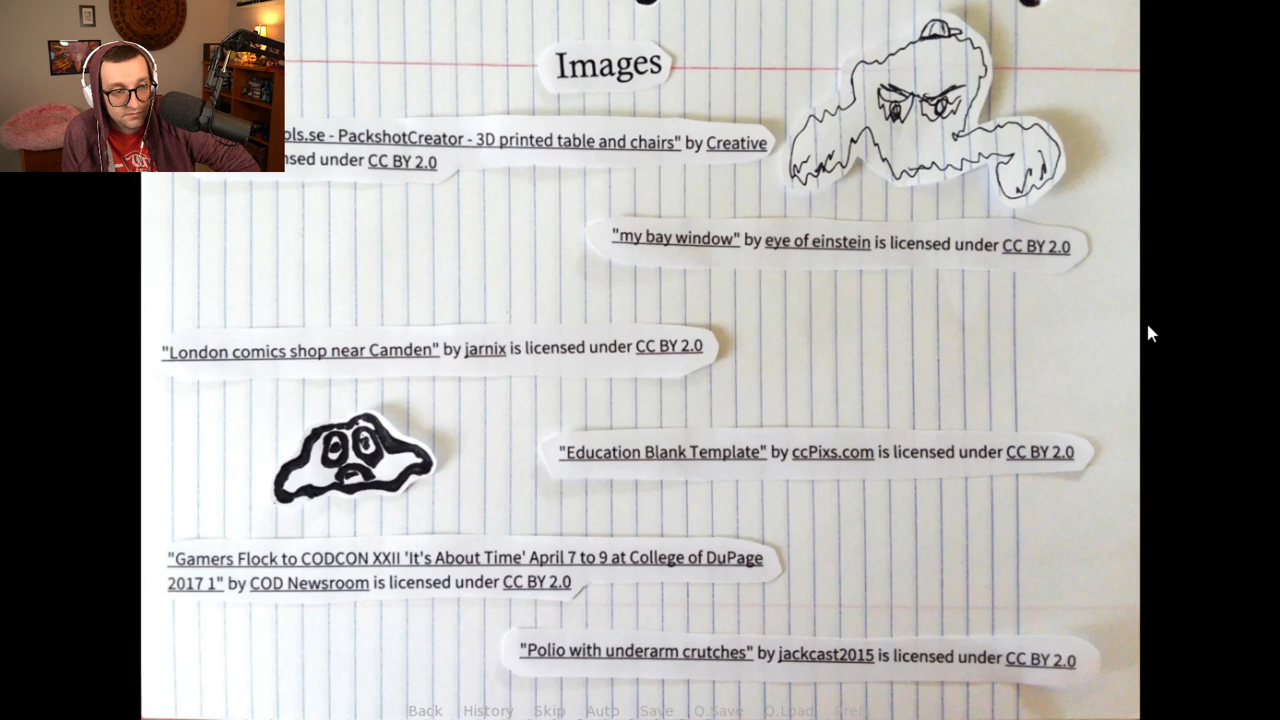 Images
ols.se - PackshotCreator - 3D printed table and chairs" by Creative
nsed under CC BY 2.0
"my bay window" by eye of einstein is licensed under CC BY 2.0
"London comics shop near Camden" by jarnix is licensed under CC BY 2.0
"Education Blank Template" by ccPixs.com is licensed under CC BY 2.0
"Gamers Flock to CODCON XXII 'It's About Time' April 7 to 9 at College of DuPage
2017 1" by COD Newsroom is licensed under CC BY 2.0
"Polio with underarm crutches" by jackcast2015 is licensed under CC BY 2.0
Back History Skip Auto Save Q.Save Q.Load Prefs